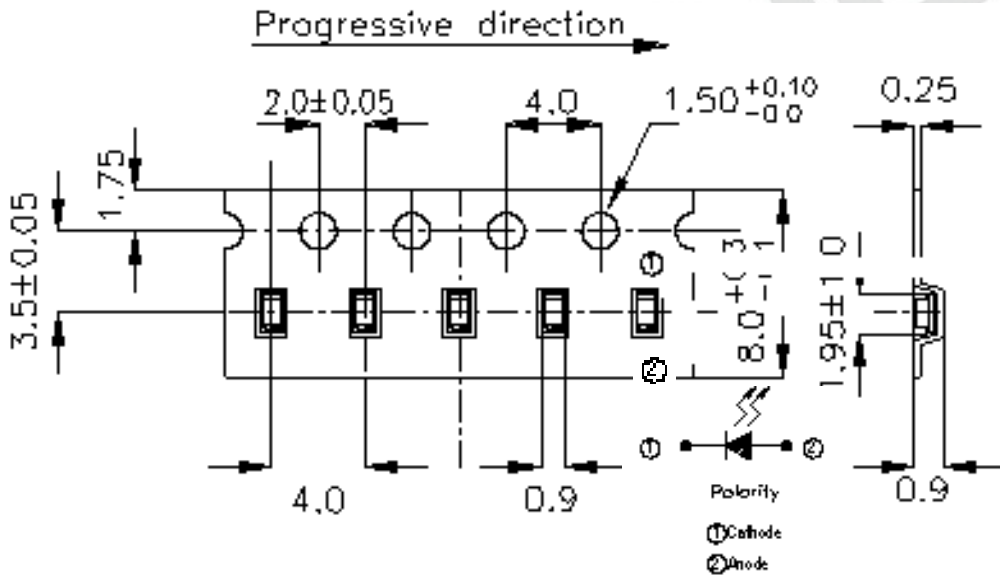 Progressive direction
2.0±0.05
4.0
1.50 +0.10 -0.0
0.25
1.75
3.5±0.05
①
②
8.0
1.95±
4.0
0.9
① ②
0.9
Polarity
①Cathode
②Anode